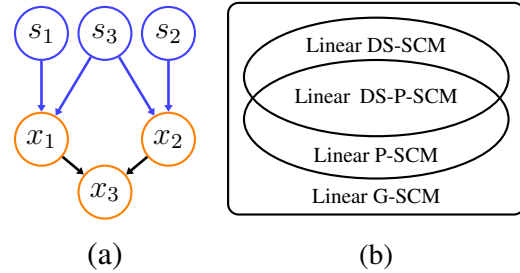 s₁ s₃ s₂
x₁ x₂
x₃
(a)
Linear DS-SCM
Linear DS-P-SCM
Linear P-SCM
Linear G-SCM
(b)